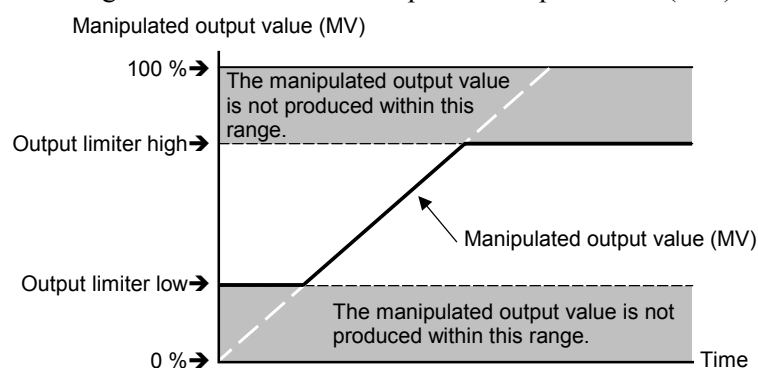 Manipulated output value (MV)
100 %➔
The manipulated output value
is not produced within this
range.
Output limiter high➔
Manipulated output value (MV)
Output limiter low➔
The manipulated output value is not
produced within this range.
0 %➔
Time